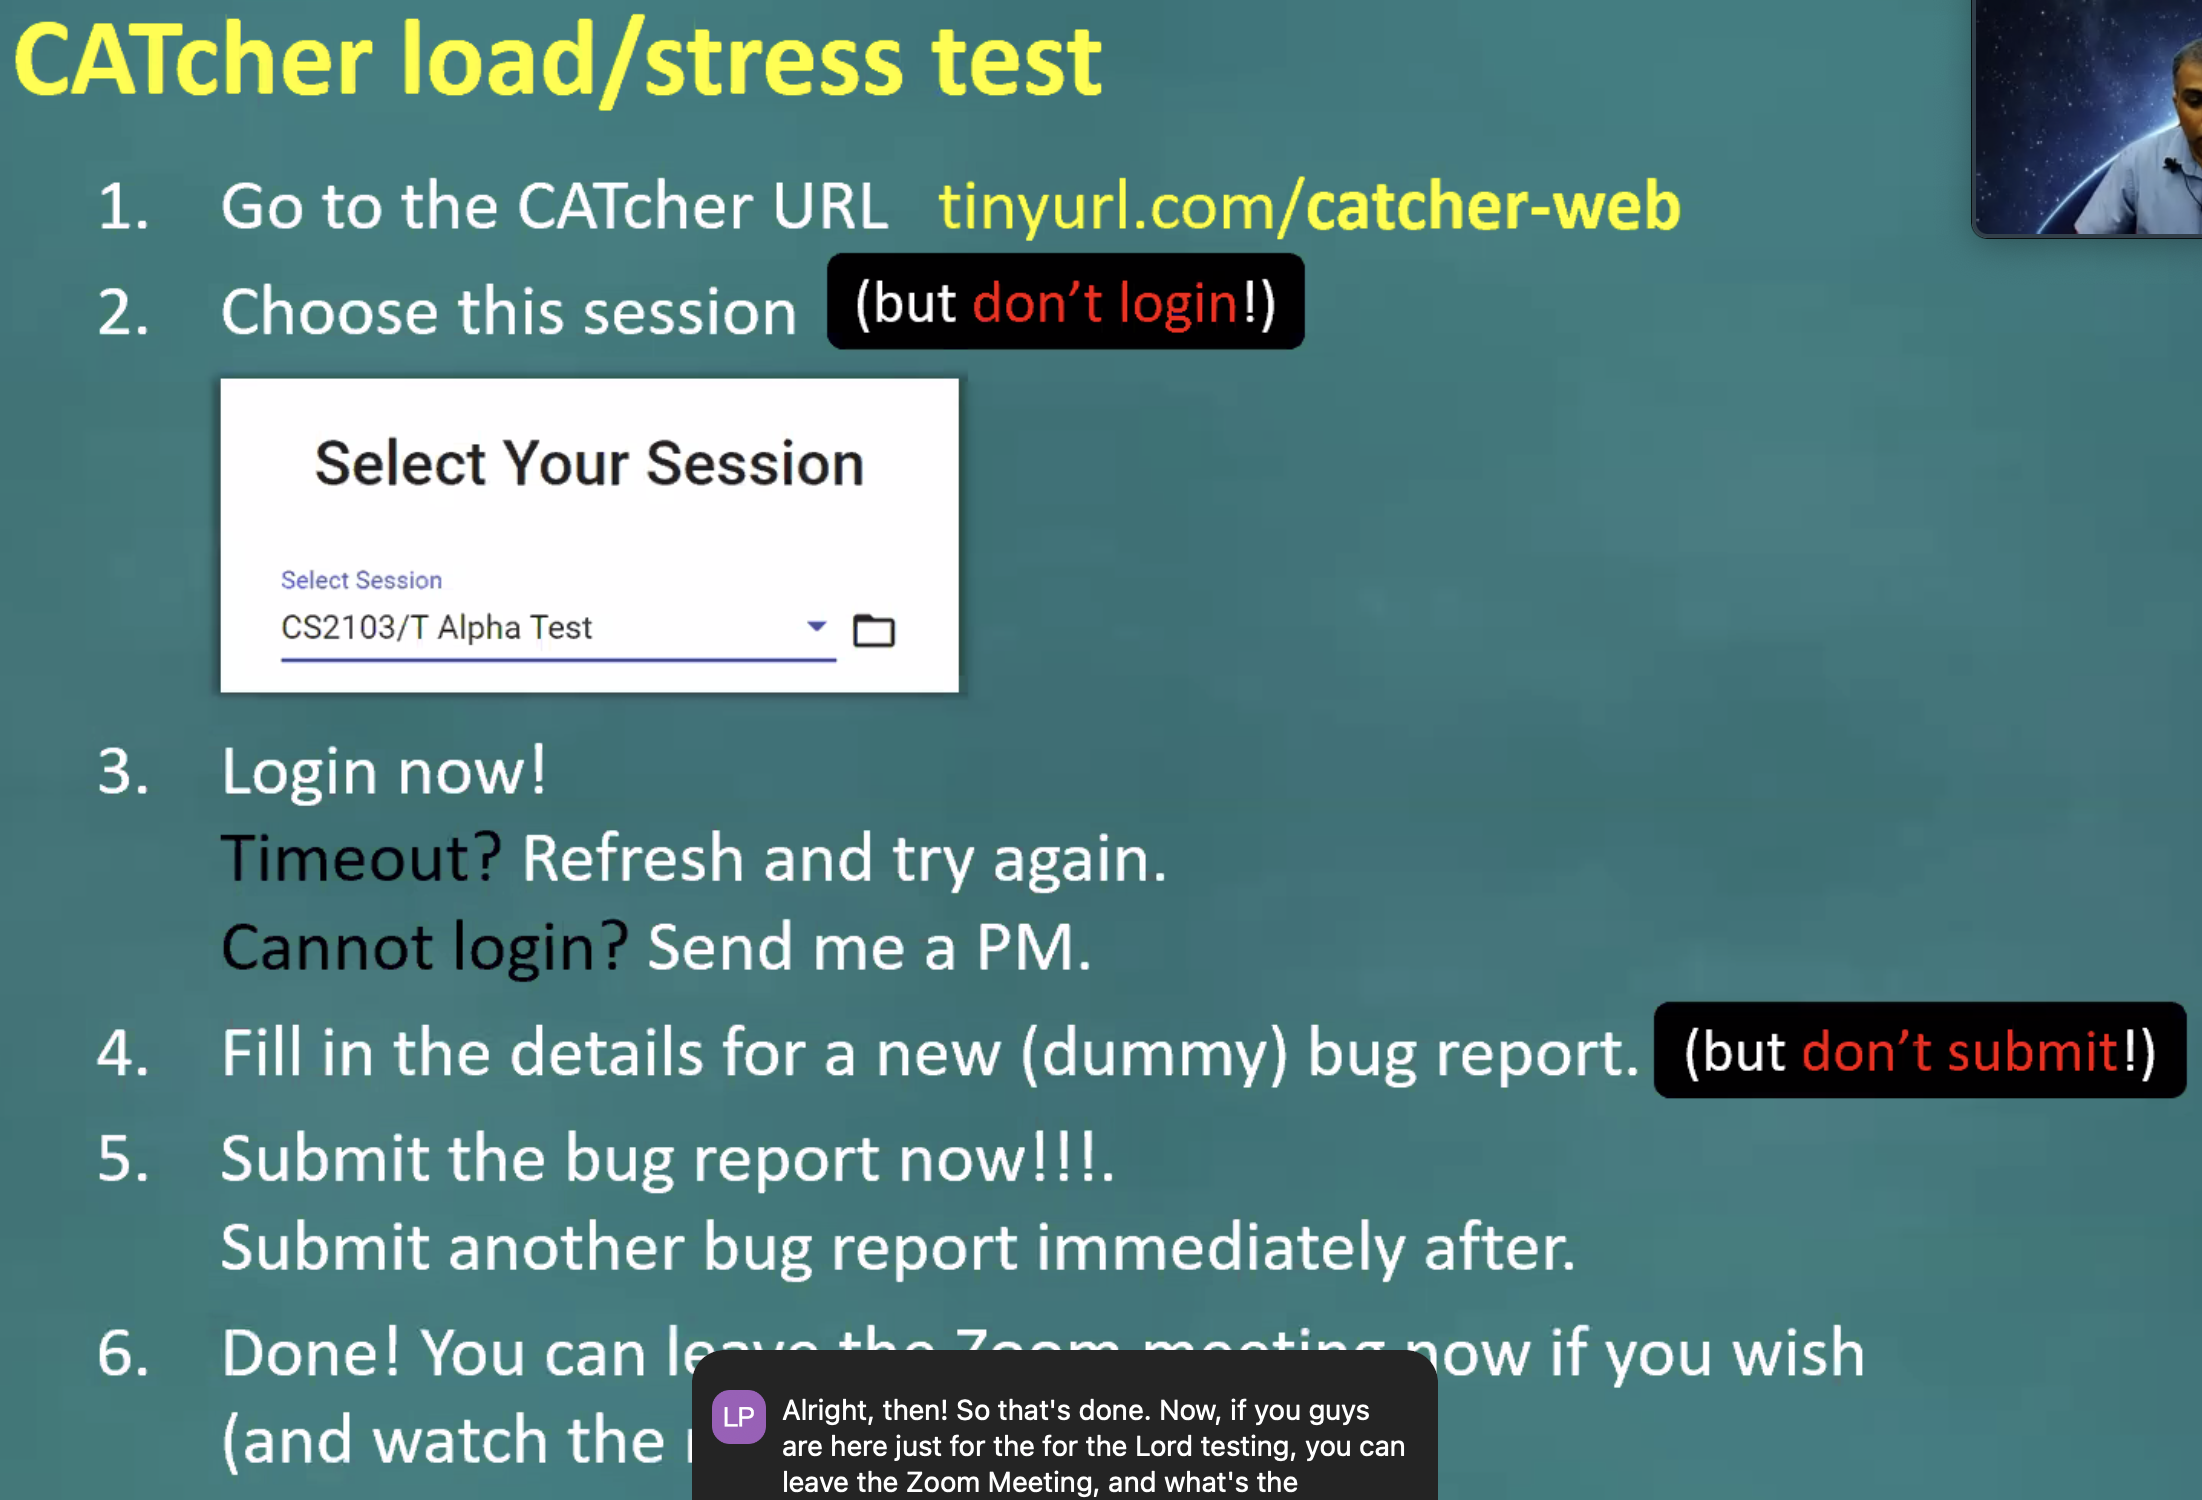 CATcher load/stress test
1. Go to the CATcher URL tinyurl.com/catcher-web
2. Choose this session (but don't login!)
Select Your Session
Select Session
CS2103/T Alpha Test
3. Login now!
Timeout? Refresh and try again.
Cannot login? Send me a PM.
4. Fill in the details for a new (dummy) bug report. (but don't submit!)
5. Submit the bug report now!!!.
Submit another bug report immediately after.
6. Done! You can leave the Zoom meeting now if you wish
(and watch the
LP
Alright, then! So that's done. Now, if you guys
are here just for the for the Lord testing, you can
leave the Zoom Meeting, and what's the